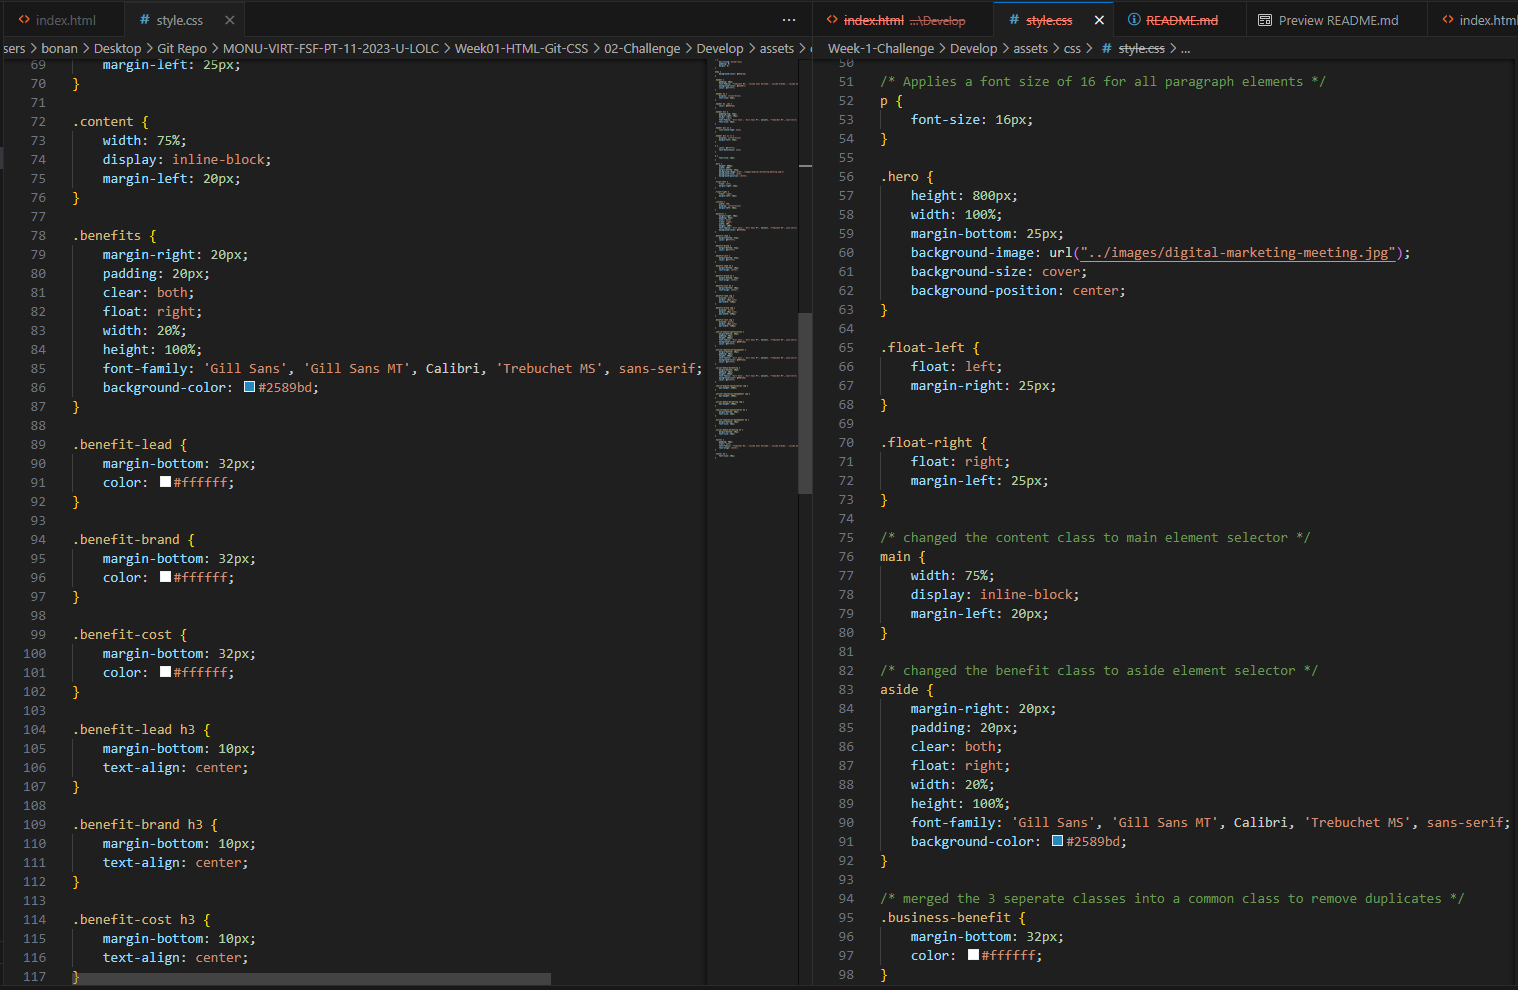 index.html
style.css
sers > bonan > Desktop > Git Repo > MONU-VIRT-FSF-PT-11-2023-U-LOLC > Week01-HTML-Git-CSS > 02-Challenge > Develop > assets >
69 margin-left: 25px;
70 }
71
72 .content {
73 width: 75%;
74 display: inline-block;
75 margin-left: 20px;
76 }
77
78 .benefits {
79 margin-right: 20px;
80 padding: 20px;
81 clear: both;
82 float: right;
83 width: 20%;
84 height: 100%;
85 font-family: 'Gill Sans', 'Gill Sans MT', Calibri, 'Trebuchet MS', sans-serif;
86 background-color: #2589bd;
87 }
88
89 .benefit-lead {
90 margin-bottom: 32px;
91 color: #ffffff;
92 }
93
94 .benefit-brand {
95 margin-bottom: 32px;
96 color: #ffffff;
97 }
98
99 .benefit-cost {
100 margin-bottom: 32px;
101 color: #ffffff;
102 }
103
104 .benefit-lead h3 {
105 margin-bottom: 10px;
106 text-align: center;
107 }
108
109 .benefit-brand h3 {
110 margin-bottom: 10px;
111 text-align: center;
112 }
113
114 .benefit-cost h3 {
115 margin-bottom: 10px;
116 text-align: center;
117 }
index.html ...\Develop
style.css
README.md
Preview README.md
index.html
Week-1-Challenge > Develop > assets > css > # style.css > ...
50
51 /* Applies a font size of 16 for all paragraph elements */
52 p {
53 font-size: 16px;
54 }
55
56 .hero {
57 height: 800px;
58 width: 100%;
59 margin-bottom: 25px;
60 background-image: url("../images/digital-marketing-meeting.jpg");
61 background-size: cover;
62 background-position: center;
63 }
64
65 .float-left {
66 float: left;
67 margin-right: 25px;
68 }
69
70 .float-right {
71 float: right;
72 margin-left: 25px;
73 }
74
75 /* changed the content class to main element selector */
76 main {
77 width: 75%;
78 display: inline-block;
79 margin-left: 20px;
80 }
81
82 /* changed the benefit class to aside element selector */
83 aside {
84 margin-right: 20px;
85 padding: 20px;
86 clear: both;
87 float: right;
88 width: 20%;
89 height: 100%;
90 font-family: 'Gill Sans', 'Gill Sans MT', Calibri, 'Trebuchet MS', sans-serif;
91 background-color: #2589bd;
92 }
93
94 /* merged the 3 seperate classes into a common class to remove duplicates */
95 .business-benefit {
96 margin-bottom: 32px;
97 color: #ffffff;
98 }